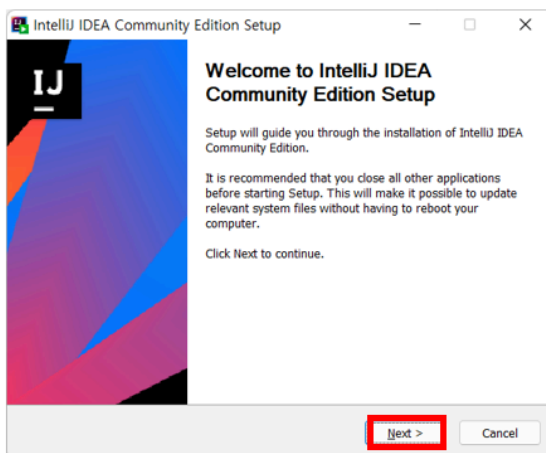 IntelliJ IDEA Community Edition Setup
IJ
Welcome to IntelliJ IDEA
Community Edition Setup
Setup will guide you through the installation of IntelliJ IDEA
Community Edition.
It is recommended that you close all other applications
before starting Setup. This will make it possible to update
relevant system files without having to reboot your
computer.
Click Next to continue.
Next >
Cancel